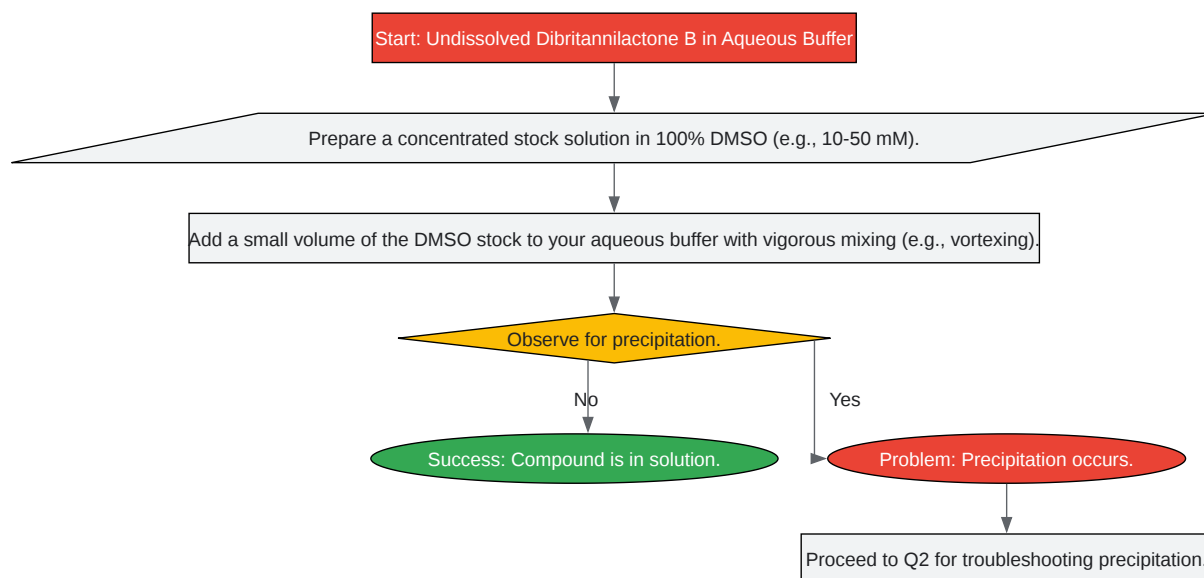 Start: Undissolved Dibritannilactone B in Aqueous Buffer
Prepare a concentrated stock solution in 100% DMSO (e.g., 10-50 mM).
Add a small volume of the DMSO stock to your aqueous buffer with vigorous mixing (e.g., vortexing).
Observe for precipitation.
No
Yes
Success: Compound is in solution.
Problem: Precipitation occurs.
Proceed to Q2 for troubleshooting precipitation